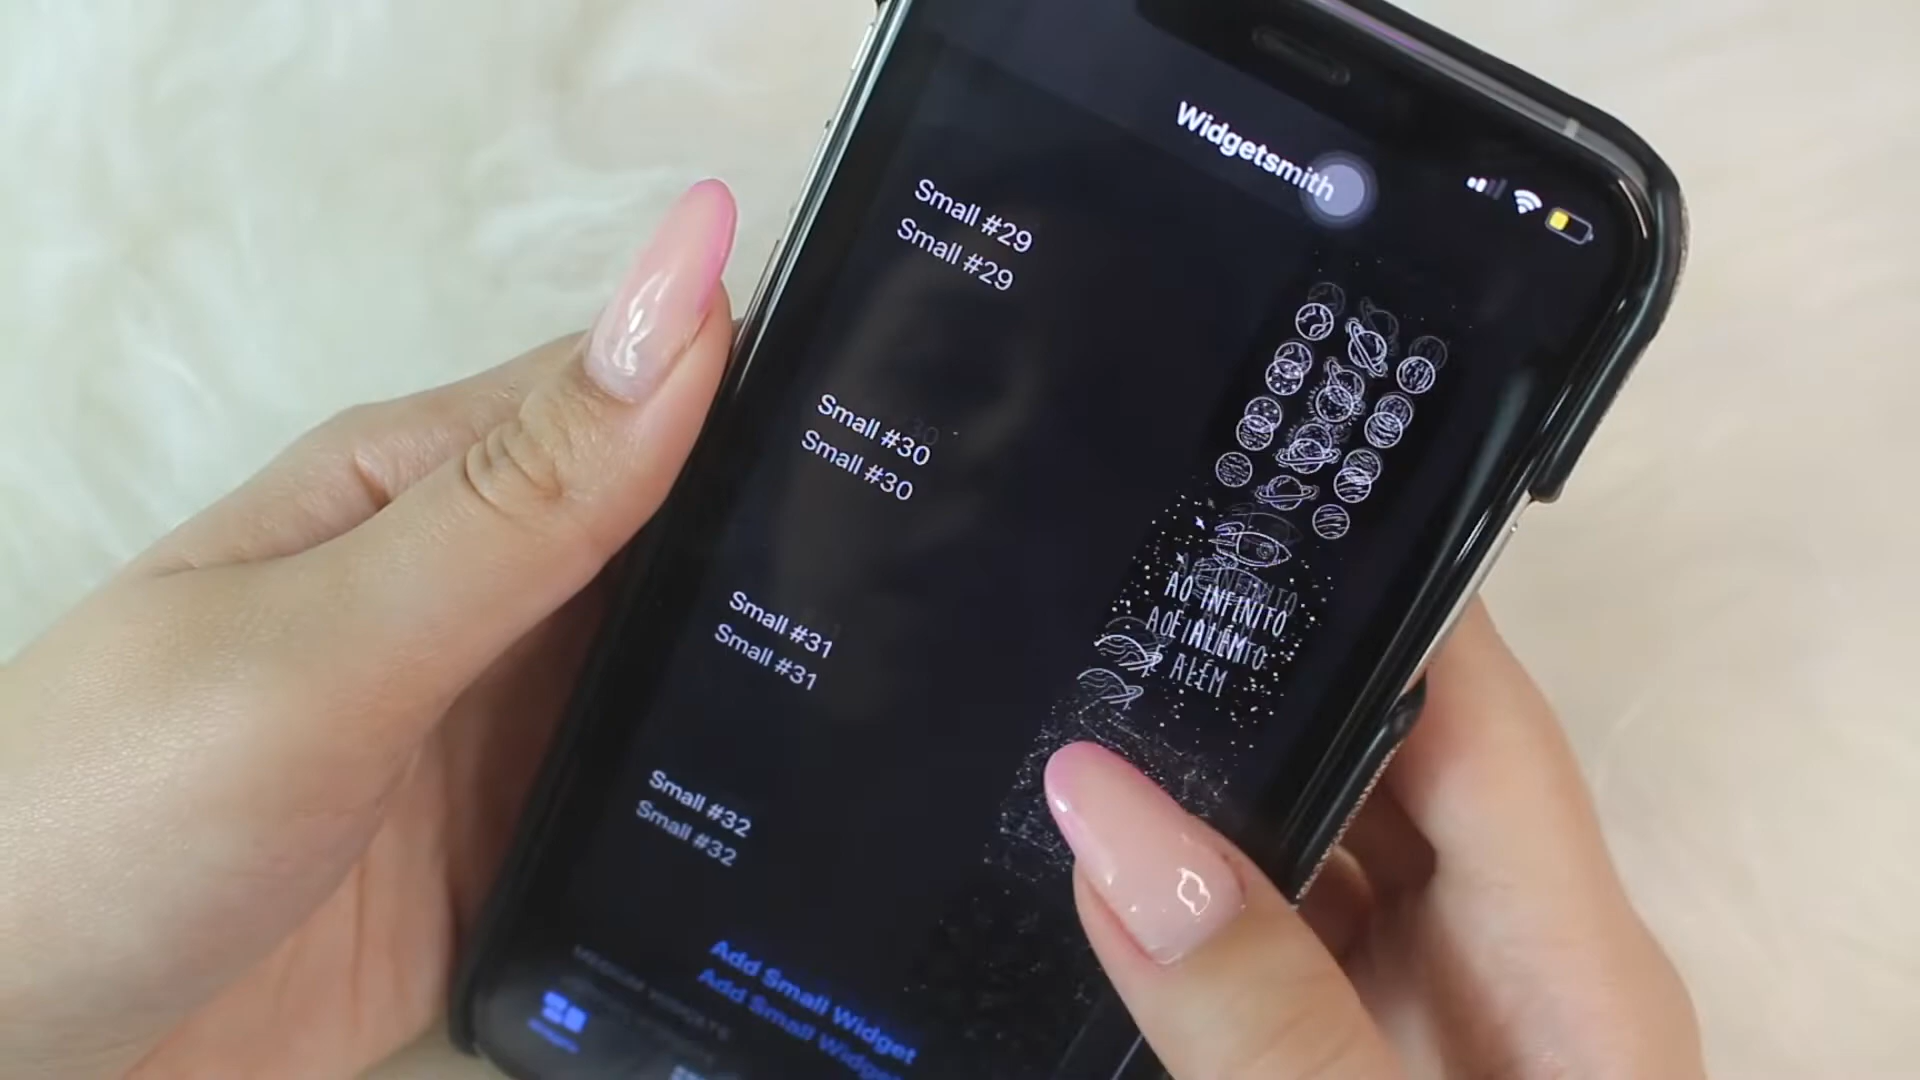 Widgetsmith
Small #29
Small #29
Small #30
Small #30
AO INFINITO
E ALÉM
Small #31
Small #31
Small #32
Small #32
Add Small Widget
Add Small Widget